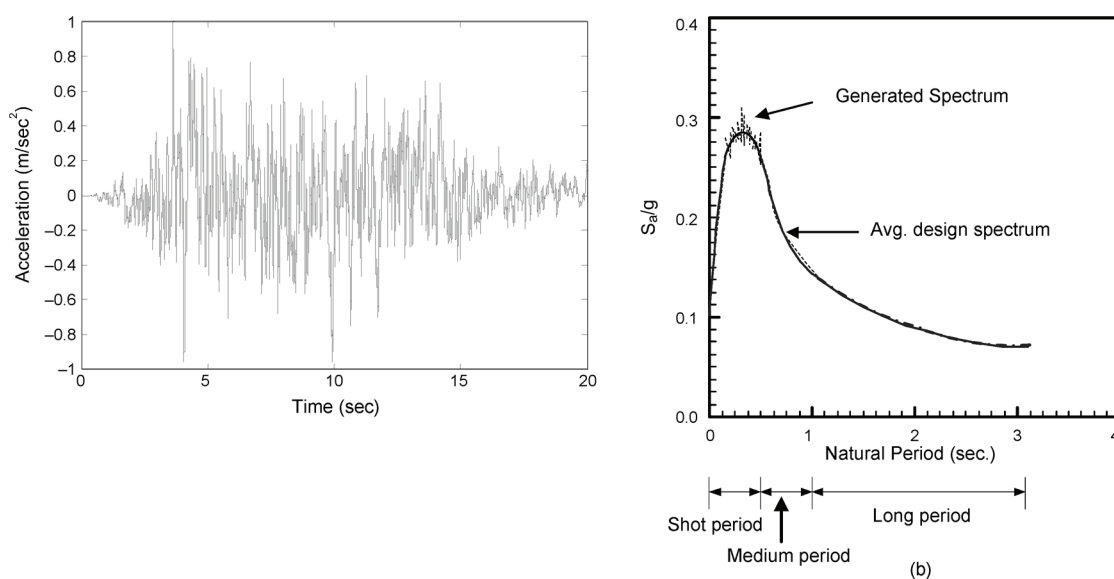 1
0.8
0.6
0.4
0.2
0
–0.2
–0.4
–0.6
–0.8
–1
0 5 10 15 20
Acceleration (m/sec²)
Time (sec)
0.4
0.3
0.2
0.1
0.0
0 1 2 3 4
Sa/g
Generated Spectrum
Avg. design spectrum
Natural Period (sec.)
Shot period
Long period
Medium period
(b)